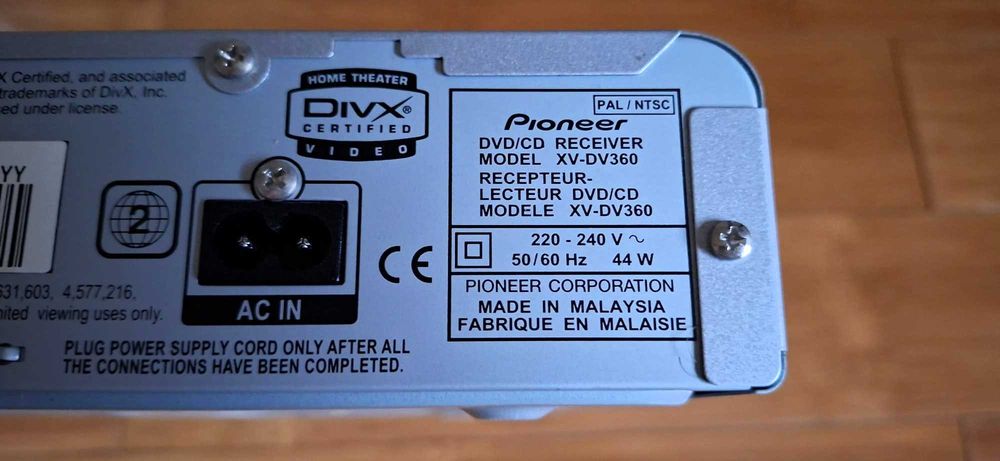 X Certified, and associated
trademarks of DivX, Inc.
sed under license.
HOME THEATER
DIVX®
CERTIFIED
VIDEO
YY
2
AC IN
CE
631,603, 4,577,216,
mited viewing uses only.
PLUG POWER SUPPLY CORD ONLY AFTER ALL
THE CONNECTIONS HAVE BEEN COMPLETED.
PAL / NTSC
Pioneer
DVD/CD RECEIVER
MODEL XV-DV360
RECEPTEUR-
LECTEUR DVD/CD
MODELE XV-DV360
220 - 240 V ~
50/60 Hz 44 W
PIONEER CORPORATION
MADE IN MALAYSIA
FABRIQUE EN MALAISIE